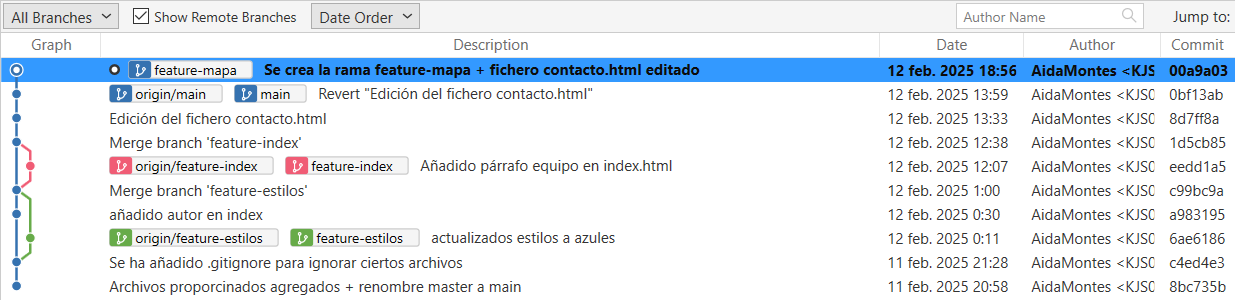 All Branches Show Remote Branches Date Order Author Name Jump to:
Graph Description Date Author Commit
feature-mapa Se crea la rama feature-mapa + fichero contacto.html editado 12 feb. 2025 18:56 AidaMontes <KJS0 00a9a03
origin/main main Revert "Edición del fichero contacto.html" 12 feb. 2025 13:59 AidaMontes <KJS0 0bf13ab
Edición del fichero contacto.html 12 feb. 2025 13:33 AidaMontes <KJS0 8d7ff8a
Merge branch 'feature-index' 12 feb. 2025 12:38 AidaMontes <KJS0 1d5cb85
origin/feature-index feature-index Añadido párrafo equipo en index.html 12 feb. 2025 12:07 AidaMontes <KJS0 eedd1a5
Merge branch 'feature-estilos' 12 feb. 2025 1:00 AidaMontes <KJS0 c99bc9a
añadido autor en index 12 feb. 2025 0:30 AidaMontes <KJS0 a983195
origin/feature-estilos feature-estilos actualizados estilos a azules 12 feb. 2025 0:11 AidaMontes <KJS0 6ae6186
Se ha añadido .gitignore para ignorar ciertos archivos 11 feb. 2025 21:28 AidaMontes <KJS0 c4ed4e3
Archivos proporcinados agregados + renombre master a main 11 feb. 2025 20:58 AidaMontes <KJS0 8bc735b